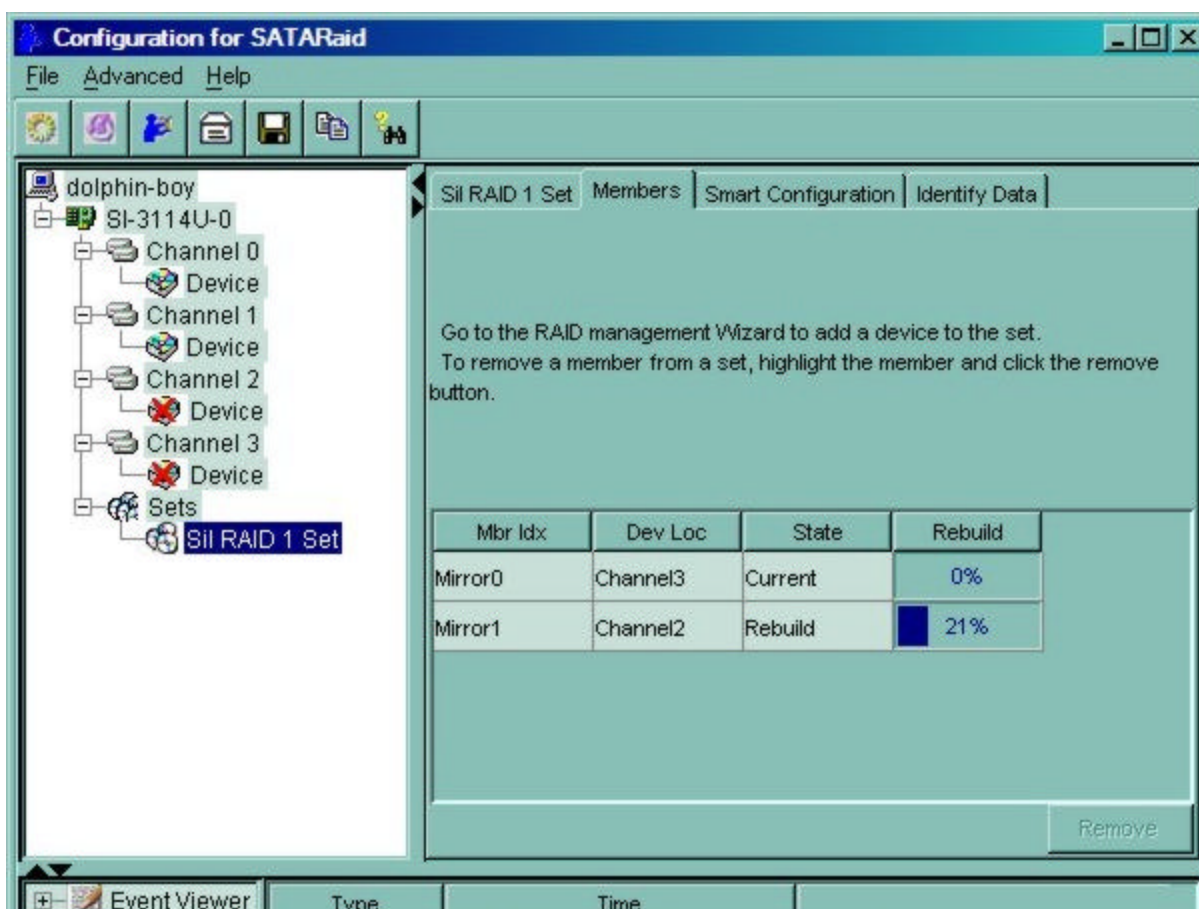 Configuration for SATARaid
File Advanced Help
dolphin-boy
SI-3114U-0
Channel 0
Device
Channel 1
Device
Channel 2
Device
Channel 3
Device
Sets
Sil RAID 1 Set
Sil RAID 1 Set Members Smart Configuration Identify Data
Go to the RAID management Wizard to add a device to the set.
To remove a member from a set, highlight the member and click the remove
button.
Mbr Idx Dev Loc State Rebuild
Mirror0 Channel3 Current 0%
Mirror1 Channel2 Rebuild 21%
Remove
Event Viewer Type Time